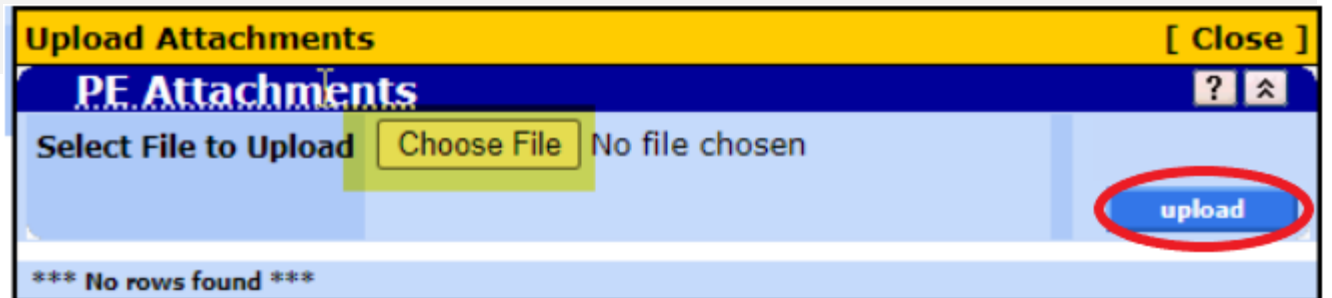 Upload Attachments [ Close ]
PE Attachments ?
Select File to Upload Choose File No file chosen
upload
*** No rows found ***